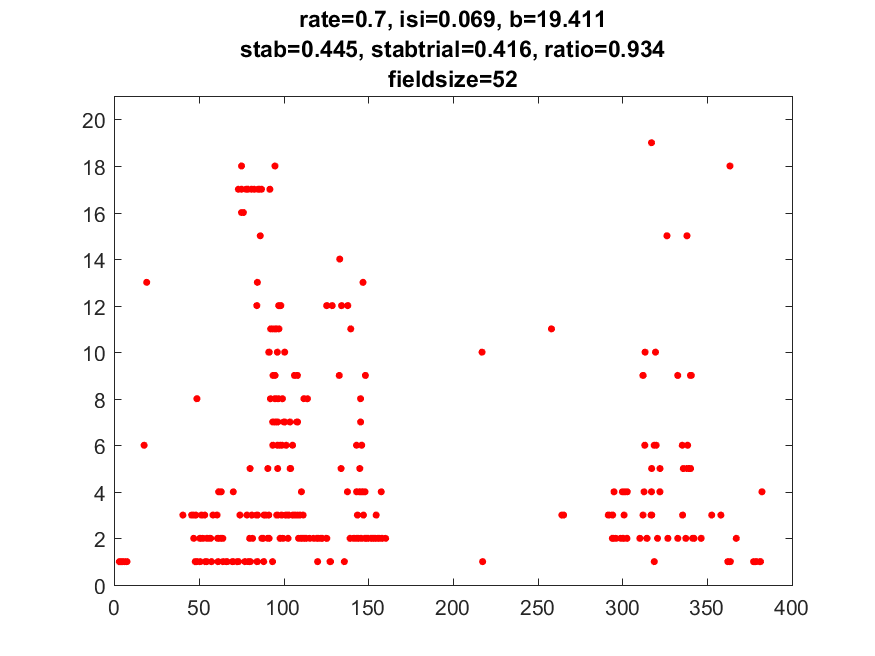 rate=0.7, isi=0.069, b=19.411
stab=0.445, stabtrial=0.416, ratio=0.934
fieldsize=52
20
18
16
14
12
10
8
6
4
2
0
0 50 100 150 200 250 300 350 400